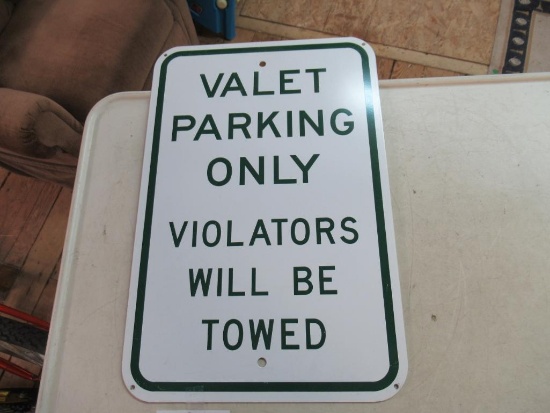 VALET
PARKING
ONLY
VIOLATORS
WILL BE
TOWED